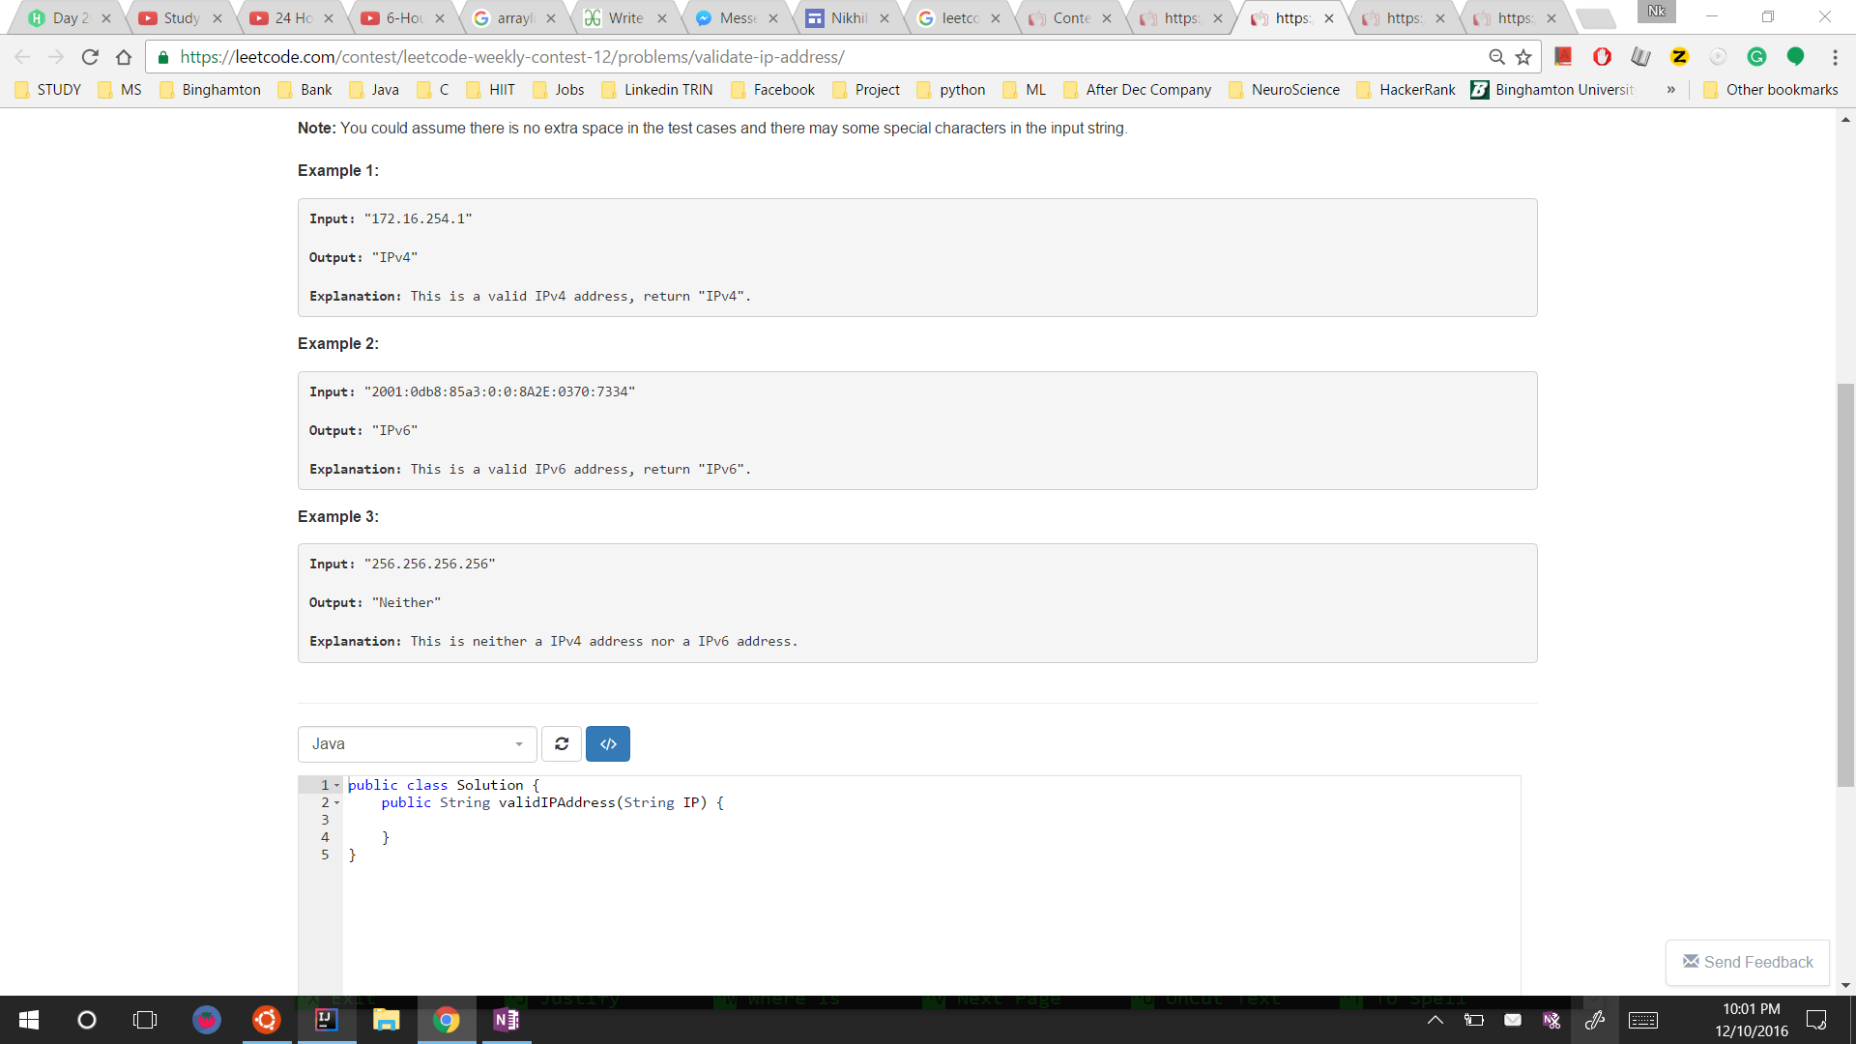 Day 2
Study
24 Ho
6-Hou
arrayli
Write
Messe
Nikhil
leetco
Conte
https:
https:
https:
https:
Nk
https://leetcode.com/contest/leetcode-weekly-contest-12/problems/validate-ip-address/
STUDY MS Binghamton Bank Java C HIIT Jobs Linkedin TRIN Facebook Project python ML After Dec Company NeuroScience HackerRank Binghamton Universit » Other bookmarks
Note: You could assume there is no extra space in the test cases and there may some special characters in the input string.
Example 1:
Input: "172.16.254.1"
Output: "IPv4"
Explanation: This is a valid IPv4 address, return "IPv4".
Example 2:
Input: "2001:0db8:85a3:0:0:8A2E:0370:7334"
Output: "IPv6"
Explanation: This is a valid IPv6 address, return "IPv6".
Example 3:
Input: "256.256.256.256"
Output: "Neither"
Explanation: This is neither a IPv4 address nor a IPv6 address.
Java
</>
1 public class Solution {
2 public String validIPAddress(String IP) {
3
4 }
5 }
Send Feedback
Exit Justify Where Is Next Page UnCut Text To Spell
10:01 PM
12/10/2016